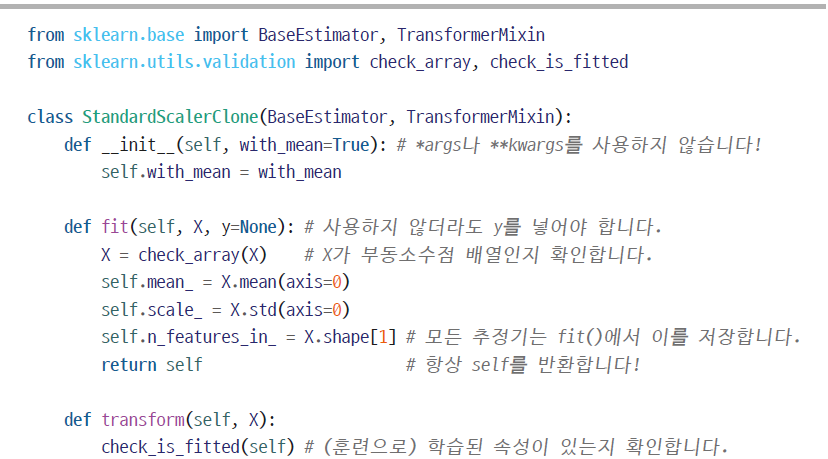 from sklearn.base import BaseEstimator, TransformerMixin
from sklearn.utils.validation import check_array, check_is_fitted

class StandardScalerClone(BaseEstimator, TransformerMixin):
    def __init__(self, with_mean=True): # *args나 **kwargs를 사용하지 않습니다!
        self.with_mean = with_mean

    def fit(self, X, y=None): # 사용하지 않더라도 y를 넣어야 합니다.
        X = check_array(X)    # X가 부동소수점 배열인지 확인합니다.
        self.mean_ = X.mean(axis=0)
        self.scale_ = X.std(axis=0)
        self.n_features_in_ = X.shape[1] # 모든 추정기는 fit()에서 이를 저장합니다.
        return self                      # 항상 self를 반환합니다!

    def transform(self, X):
        check_is_fitted(self) # (훈련으로) 학습된 속성이 있는지 확인합니다.